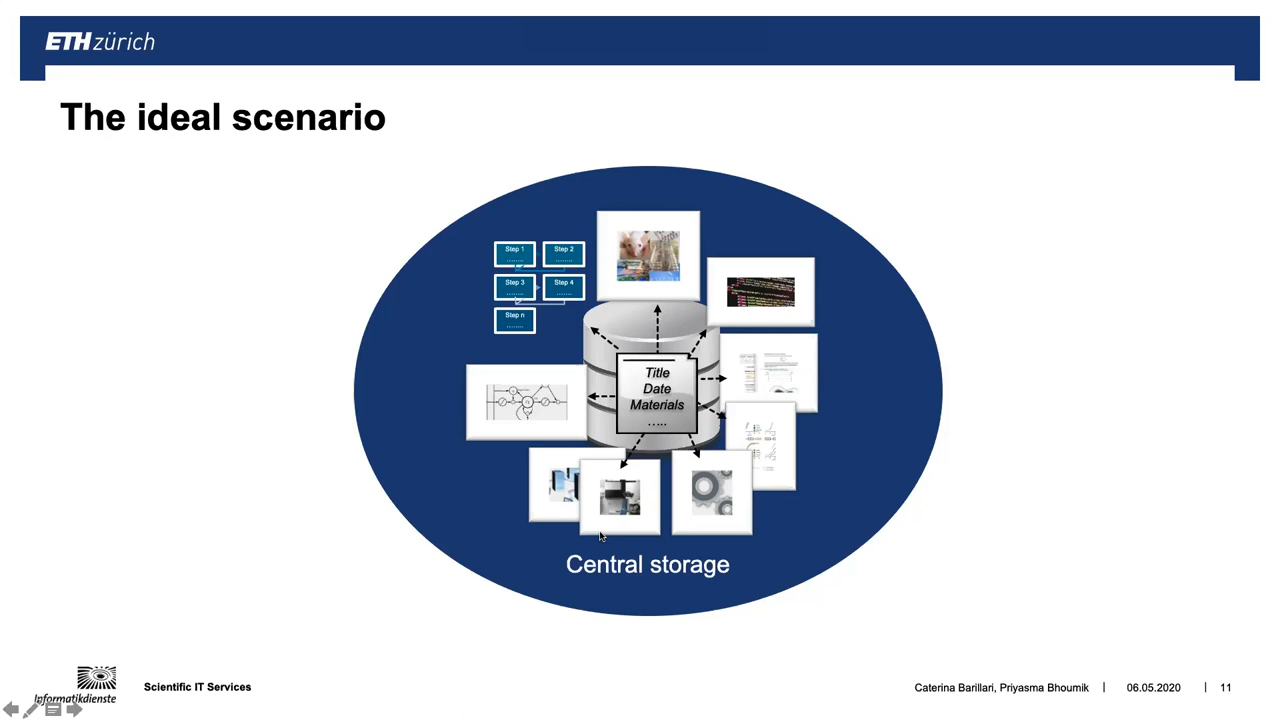 ETH zürich
The ideal scenario
Step 1
........
Step 2
........
Step 3
........
Step 4
.......
Step n
........
Title
Date
Materials
.....
Central storage
Informatikdienste
Scientific IT Services
Caterina Barillari, Priyasma Bhoumik | 06.05.2020 | 11